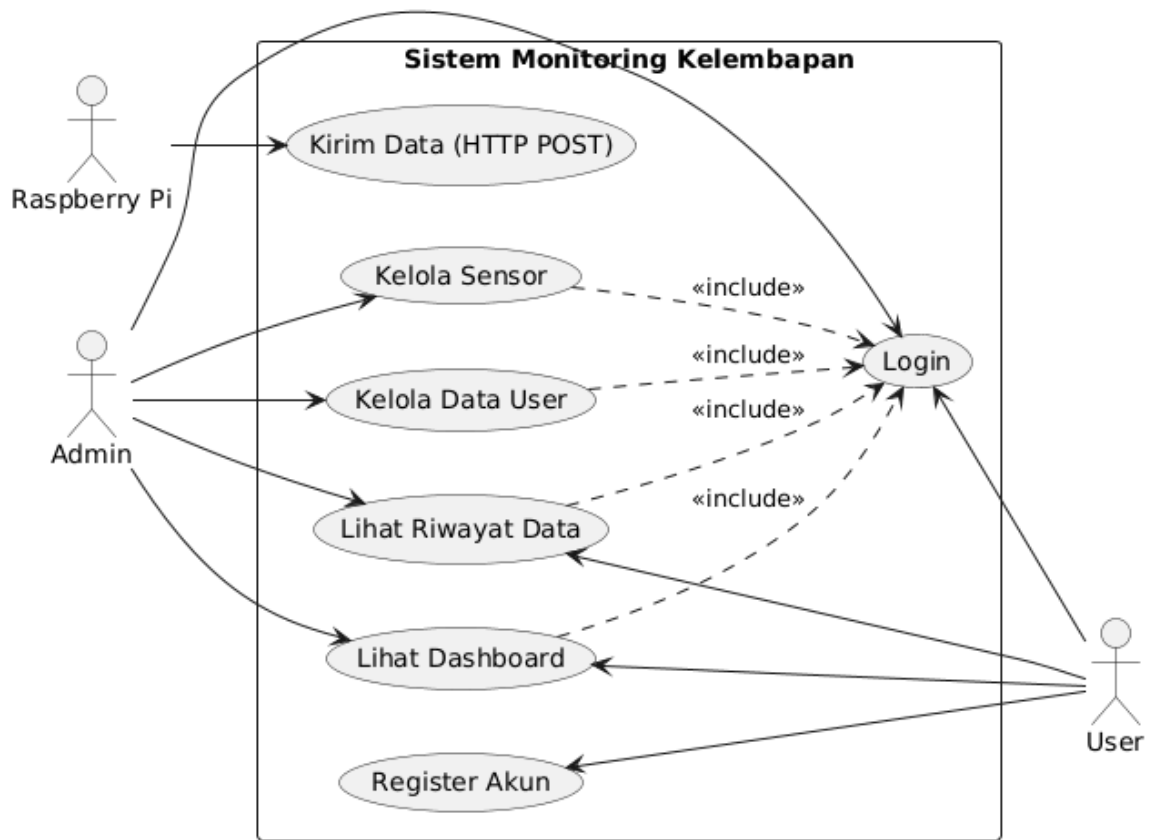 Sistem Monitoring Kelembapan
Raspberry Pi
Kirim Data (HTTP POST)
Kelola Sensor
«include»
Admin
Kelola Data User
«include»
Login
«include»
Lihat Riwayat Data
«include»
Lihat Dashboard
User
Register Akun